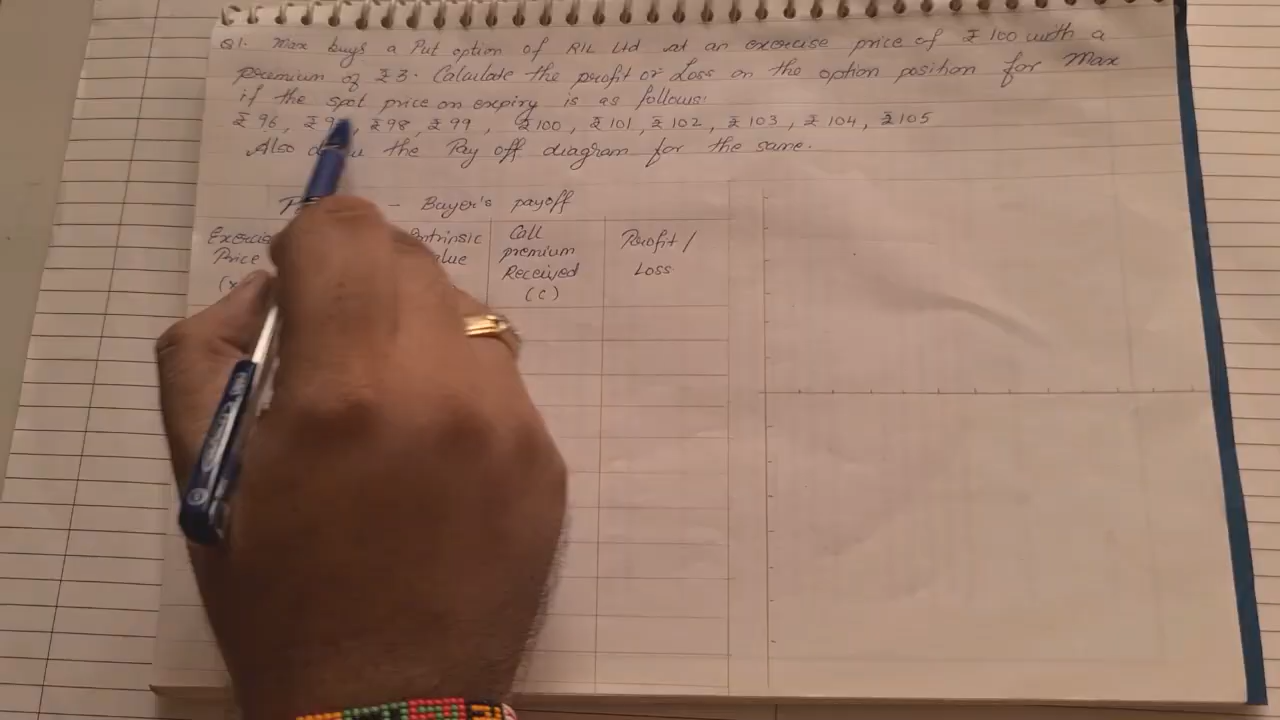 Q1. Max buys a Put option of RIL Ltd at an exercise price of ₹ 100 with a
premium of ₹ 3. Calculate the profit or Loss on the option position for Max
if the spot price on expiry is as follows:
₹ 96, ₹ 98, ₹ 99, ₹ 100, ₹ 101, ₹ 102, ₹ 103, ₹ 104, ₹ 105
Also the Pay off diagram for the same.
- Buyer's payoff
Price
Intrinsic
Call
premium
Received
(C)
Profit /
Loss